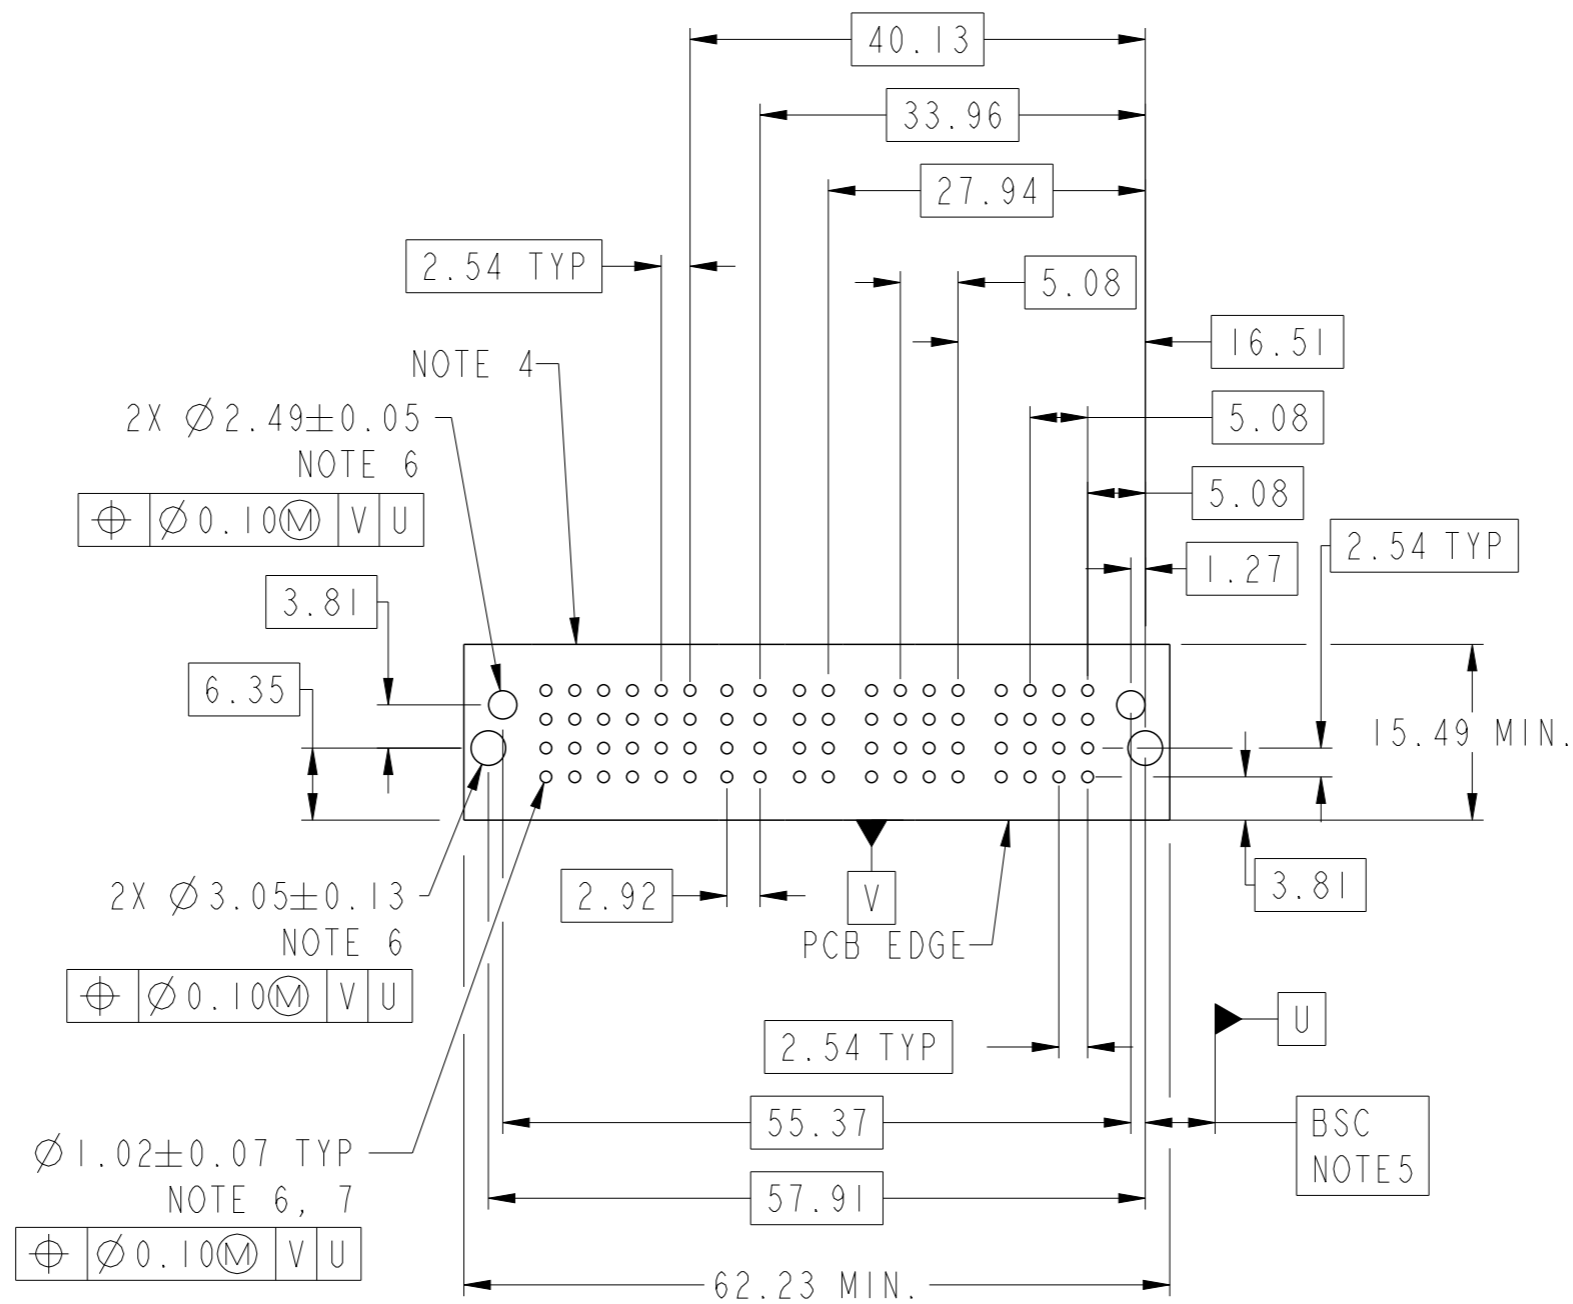 40.13
33.96
27.94
2.54 TYP
5.08
16.51
NOTE 4
5.08
2X Ø2.49±0.05
NOTE 6
⌖ Ø0.10Ⓜ V U
5.08
2.54 TYP
1.27
3.81
6.35
15.49 MIN.
2X Ø3.05±0.13
NOTE 6
⌖ Ø0.10Ⓜ V U
2.92
V
3.81
PCB EDGE
U
2.54 TYP
55.37
BSC
NOTE5
Ø1.02±0.07 TYP
NOTE 6, 7
⌖ Ø0.10Ⓜ V U
57.91
62.23 MIN.